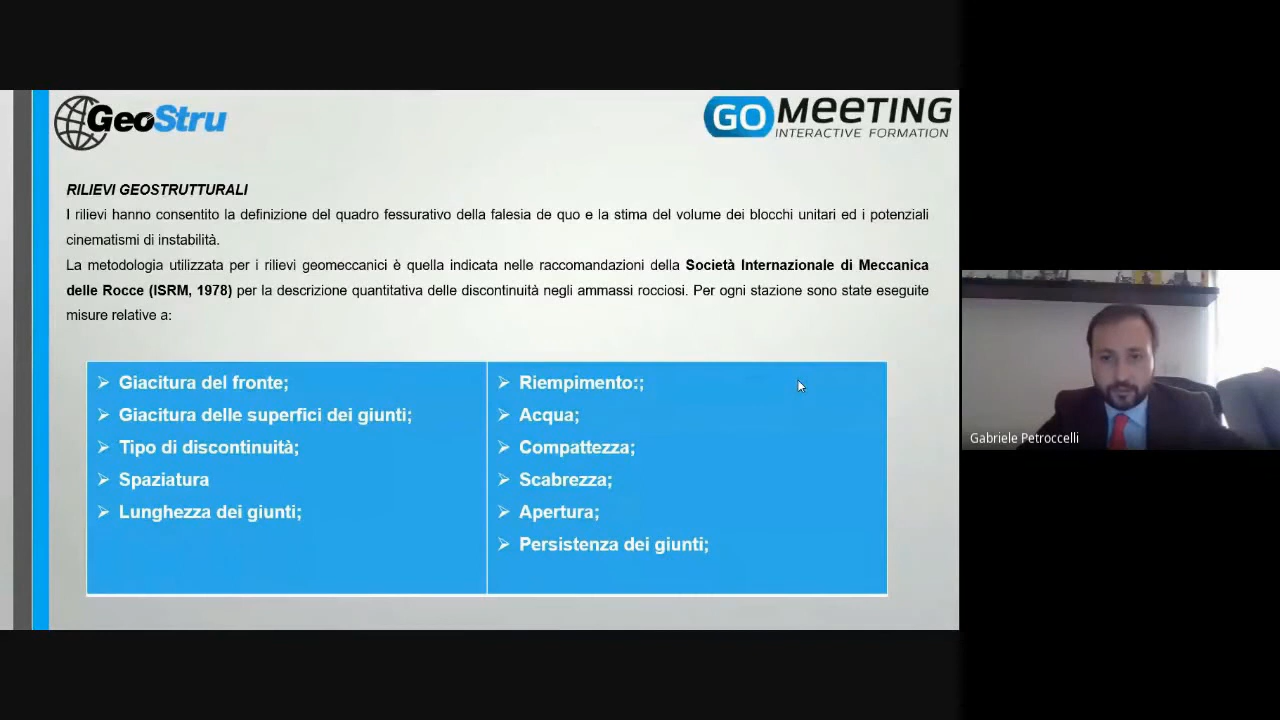 GeoStru
GO MEETING
INTERACTIVE FORMATION
RILIEVI GEOSTRUTTURALI
I rilievi hanno consentito la definizione del quadro fessurativo della falesia de quo e la stima del volume dei blocchi unitari ed i potenziali
cinematismi di instabilità.
La metodologia utilizzata per i rilievi geomeccanici è quella indicata nelle raccomandazioni della Società Internazionale di Meccanica
delle Rocce (ISRM, 1978) per la descrizione quantitativa delle discontinuità negli ammassi rocciosi. Per ogni stazione sono state eseguite
misure relative a:
Giacitura del fronte;
Giacitura delle superfici dei giunti;
Tipo di discontinuità;
Spaziatura
Lunghezza dei giunti;
Riempimento:;
Acqua;
Compattezza;
Scabrezza;
Apertura;
Persistenza dei giunti;
Gabriele Petroccelli